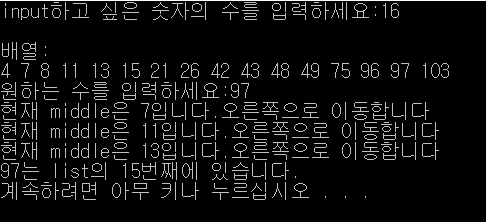 input하고 싶은 숫자의 수를 입력하세요:16
배열:
4 7 8 11 13 15 21 26 42 43 48 49 75 96 97 103
원하는 수를 입력하세요:97
현재 middle은 7입니다.오른쪽으로 이동합니다
현재 middle은 11입니다.오른쪽으로 이동합니다
현재 middle은 13입니다.오른쪽으로 이동합니다
97는 list의 15번째에 있습니다.
계속하려면 아무 키나 누르십시오 . . .